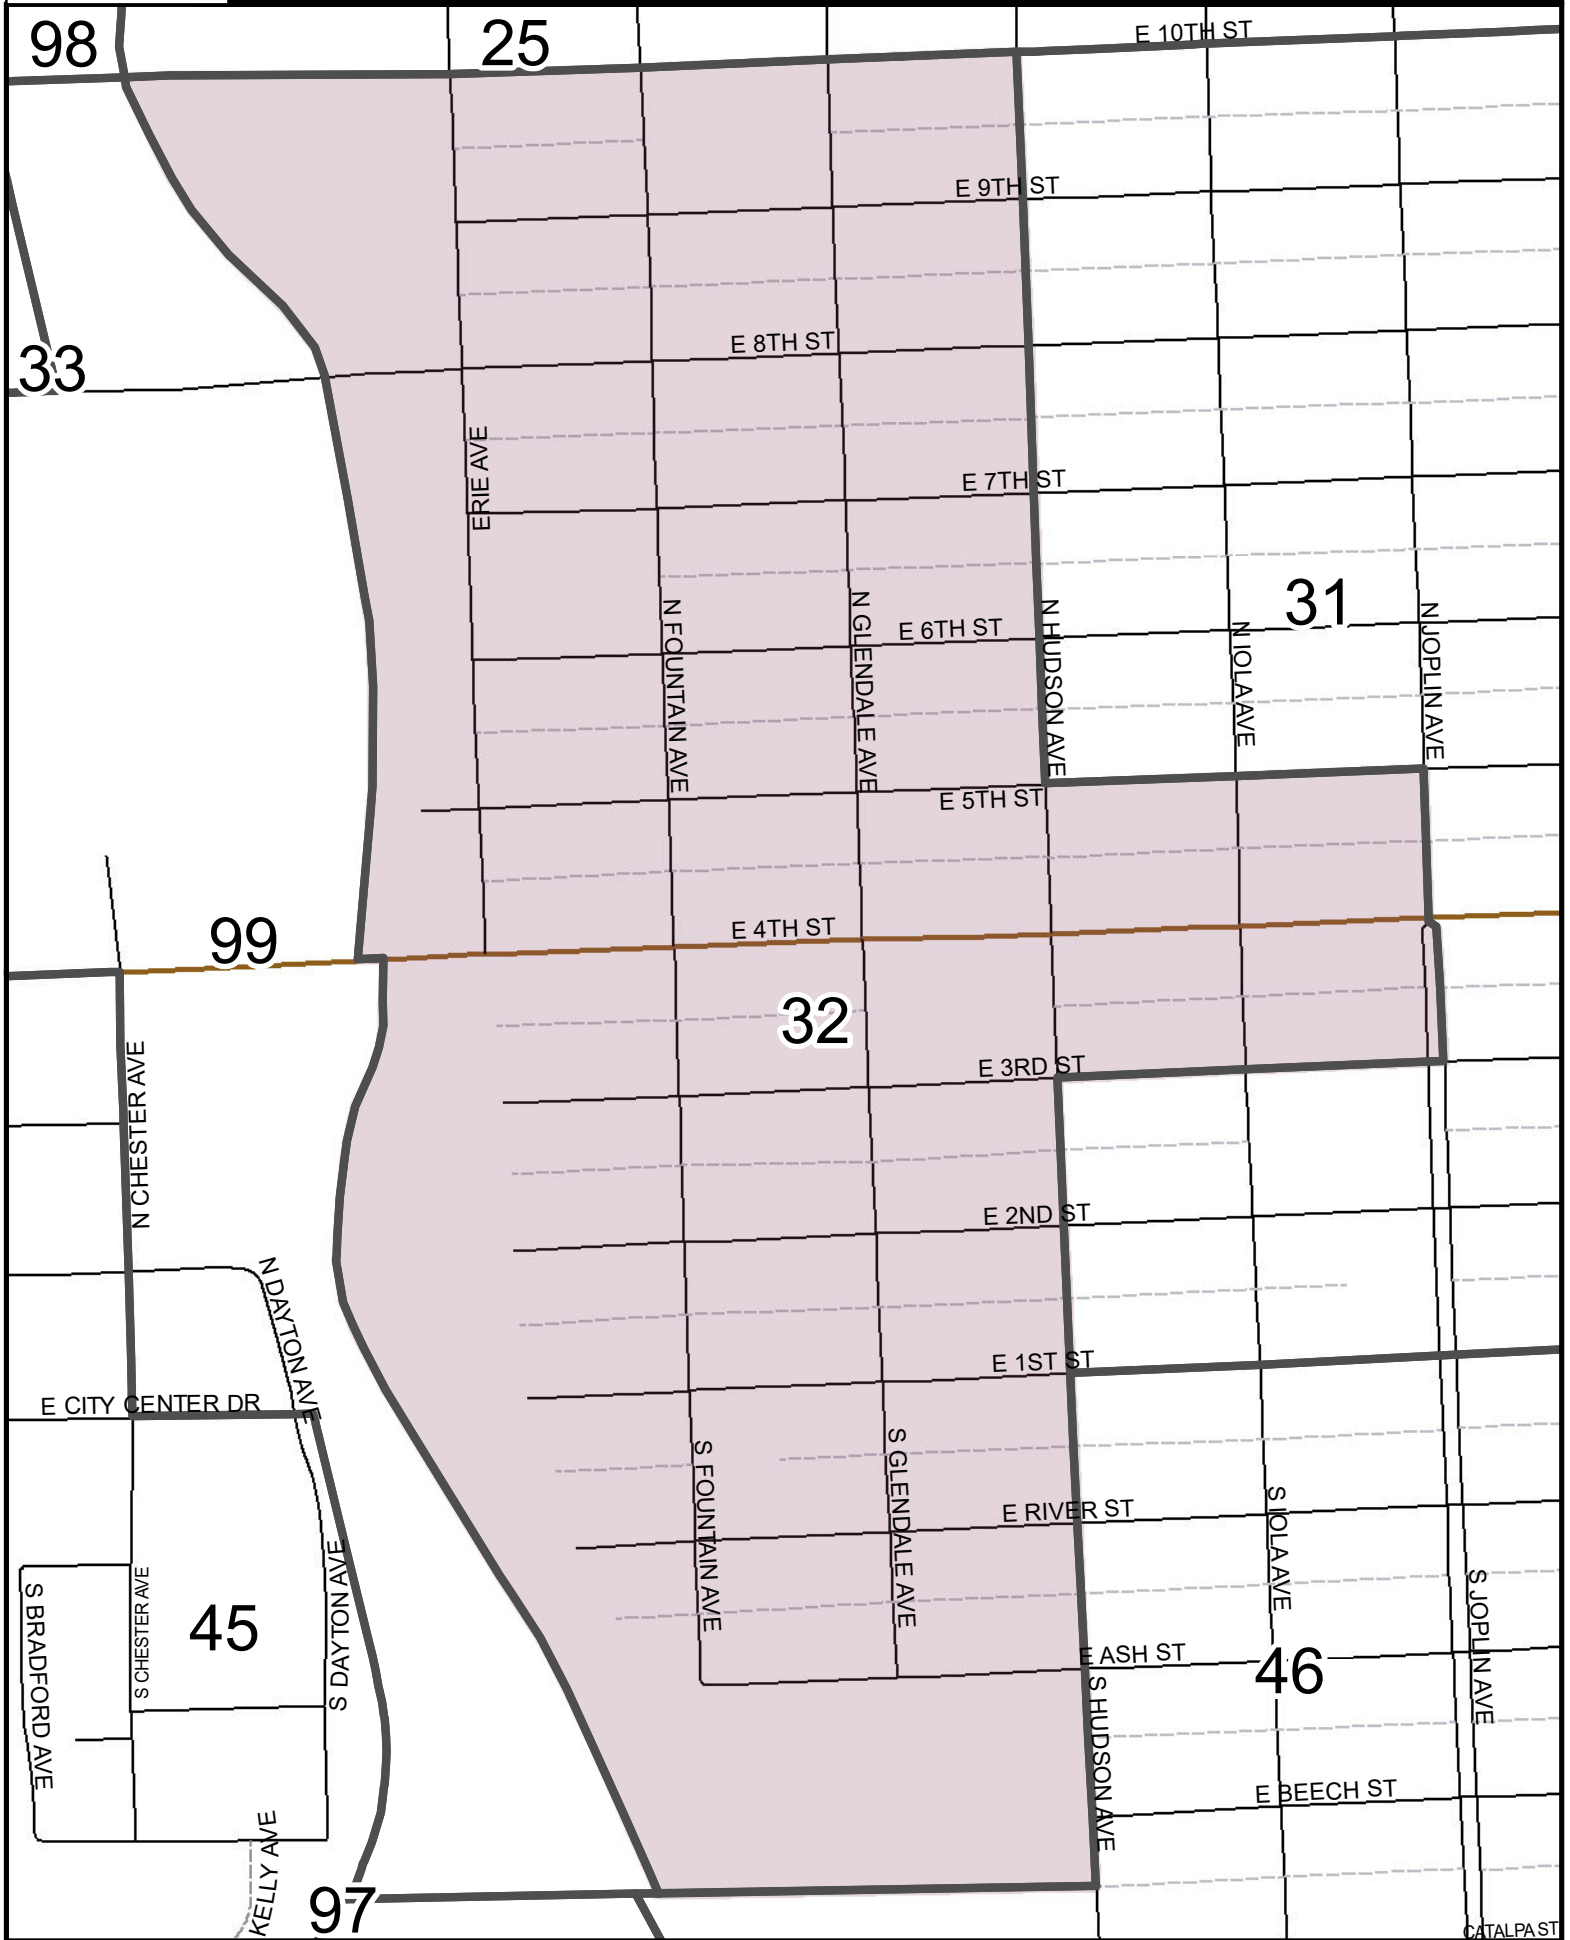 98
25
E 10TH ST
E 9TH ST
E 8TH ST
33
ERIE AVE
E 7TH ST
N FOUNTAIN AVE
N GLENDALE AVE
E 6TH ST
N HUDSON AVE
N IOLA AVE
31
N JOPLIN AVE
E 5TH ST
99
E 4TH ST
32
N CHESTER AVE
E 3RD ST
E 2ND ST
N DAYTON AVE
E 1ST ST
E CITY CENTER DR
S FOUNTAIN AVE
S GLENDALE AVE
E RIVER ST
S IOLA AVE
S BRADFORD AVE
S CHESTER AVE
45
S DAYTON AVE
S JOPLIN AVE
E ASH ST
46
S HUDSON AVE
E BEECH ST
KELLY AVE
97
CATALPA ST